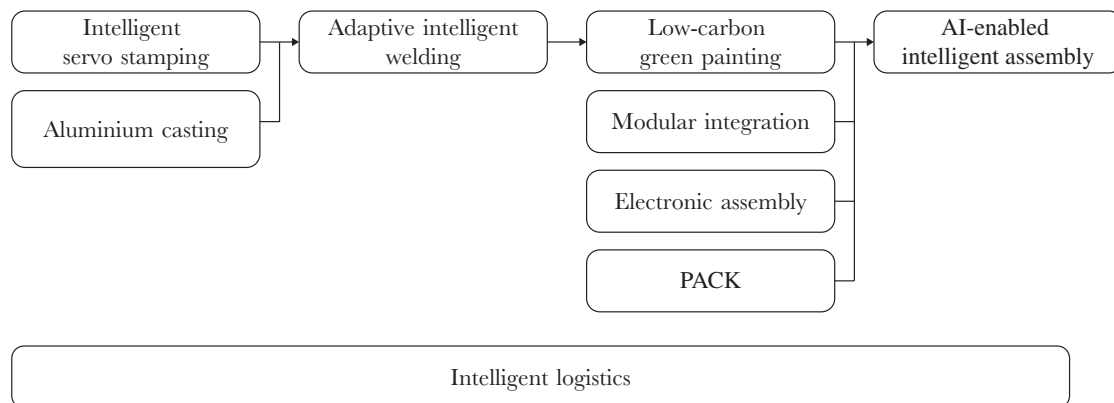 Intelligent
servo stamping
Adaptive intelligent
welding
Low-carbon
green painting
AI-enabled
intelligent assembly
Aluminium casting
Modular integration
Electronic assembly
PACK
Intelligent logistics